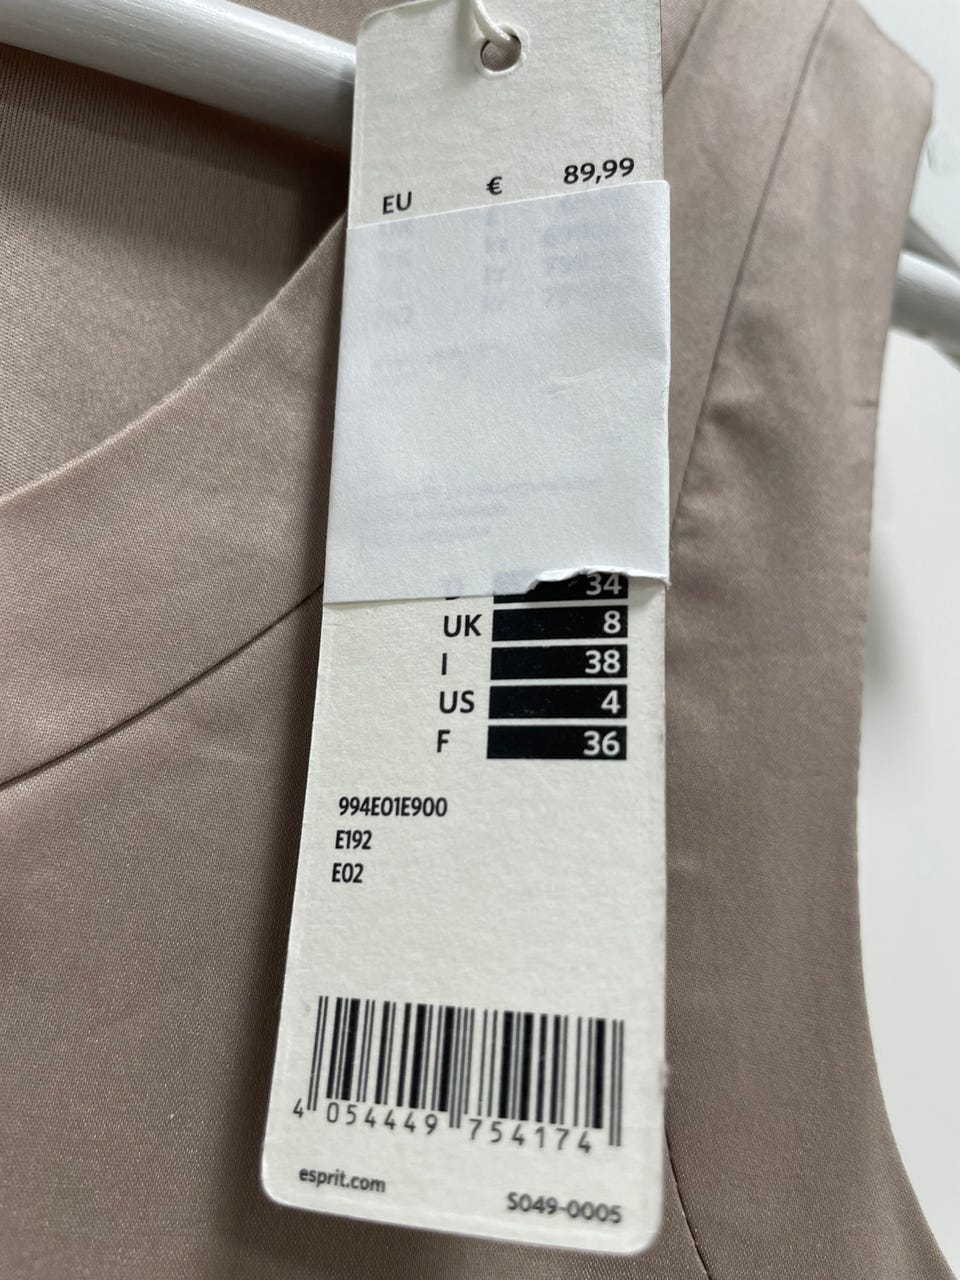 EU € 89,99
34
UK 8
I 38
US 4
F 36
994E01E900
E192
E02
4 054449 754174
esprit.com
S049-0005